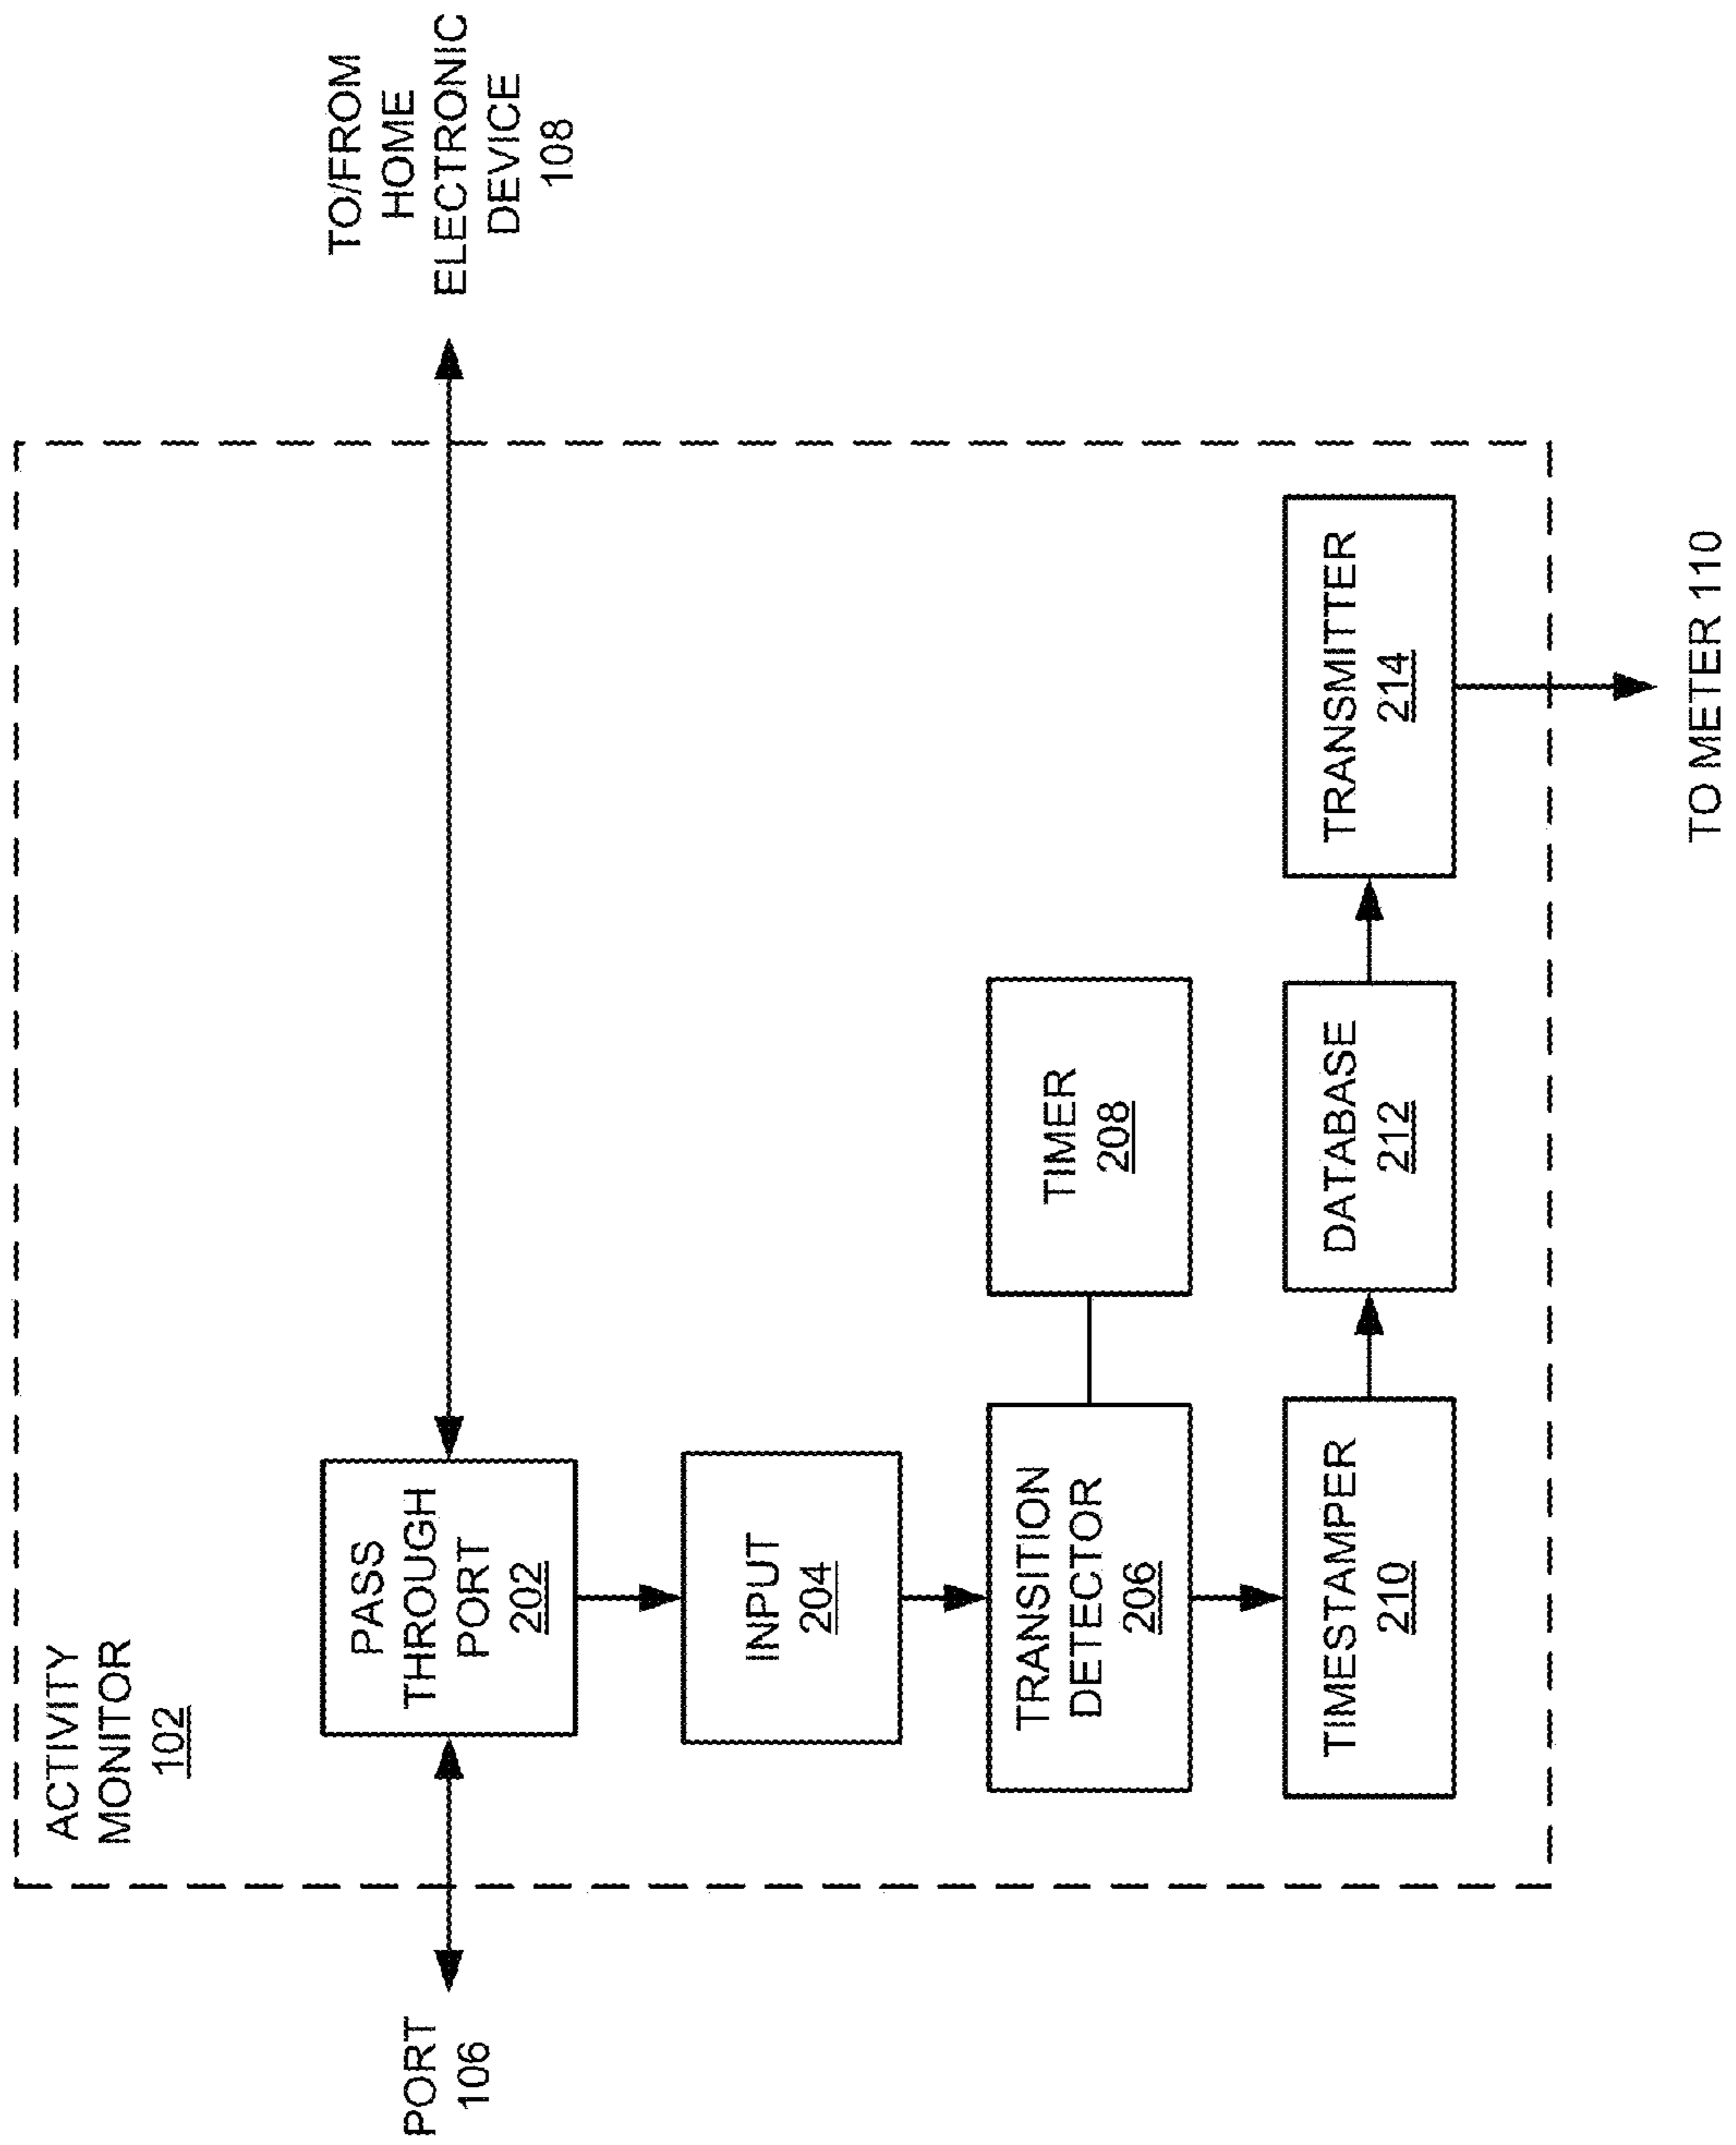 ACTIVITY
MONITOR
102
PORT
106
PASS
THROUGH
PORT
202
TO/FROM
HOME
ELECTRONIC
DEVICE
108
INPUT
204
TRANSITION
DETECTOR
206
TIMER
208
TIMESTAMPER
210
DATABASE
212
TRANSMITTER
214
TO METER 110